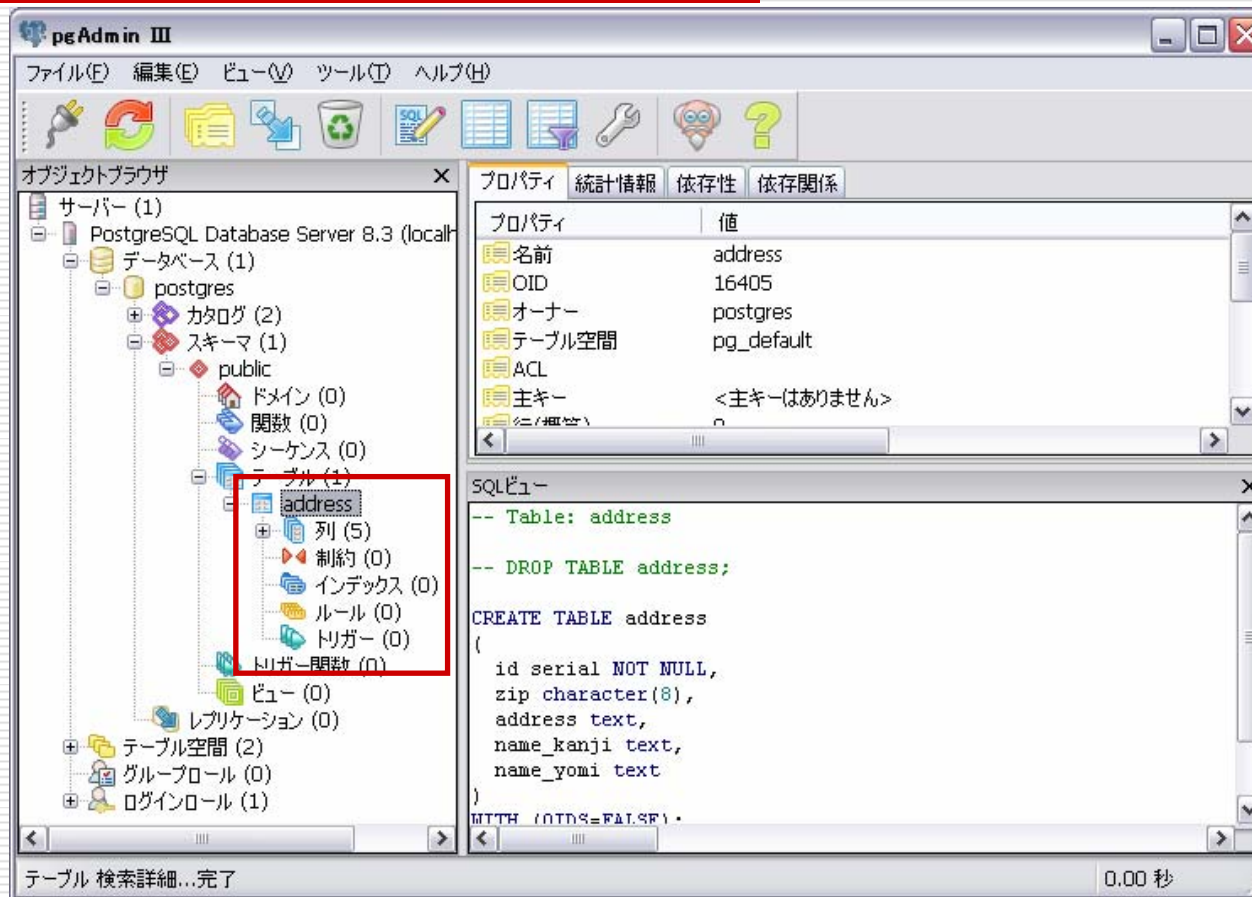 pgAdmin III
ファイル(F) 編集(E) ビュー(V) ツール(T) ヘルプ(H)
SQL
オブジェクトブラウザ
サーバー (1)
PostgreSQL Database Server 8.3 (localh
データベース (1)
postgres
カタログ (2)
スキーマ (1)
public
ドメイン (0)
関数 (0)
シーケンス (0)
テーブル (1)
address
列 (5)
制約 (0)
インデックス (0)
ルール (0)
トリガー (0)
トリガー関数 (0)
ビュー (0)
レプリケーション (0)
テーブル空間 (2)
グループロール (0)
ログインロール (1)
プロパティ 統計情報 依存性 依存関係
プロパティ 値
名前 address
OID 16405
オーナー postgres
テーブル空間 pg_default
ACL
主キー <主キーはありません>
行(概算) 0
SQLビュー
-- Table: address
-- DROP TABLE address;
CREATE TABLE address
(
id serial NOT NULL,
zip character(8),
address text,
name_kanji text,
name_yomi text
)
WITH (OIDS=FALSE);
テーブル 検索詳細...完了 0.00 秒